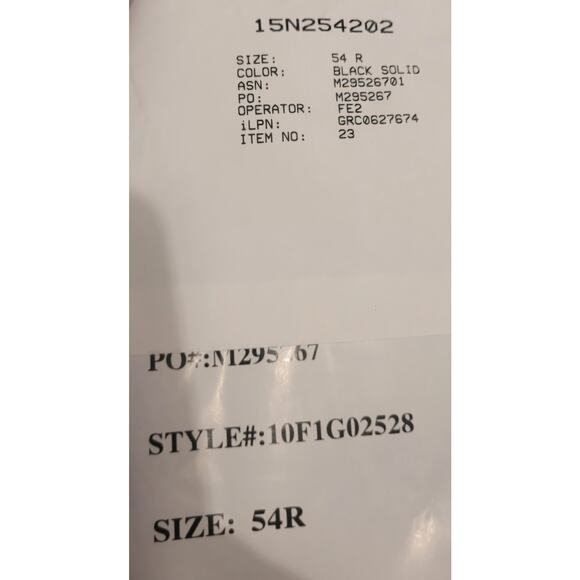 15N254202
SIZE: 54 R
COLOR: BLACK SOLID
ASN: M29526701
PO: M295267
OPERATOR: FE2
iLPN: GRC0627674
ITEM NO: 23
PO#:M295267
STYLE#:10F1G02528
SIZE: 54R